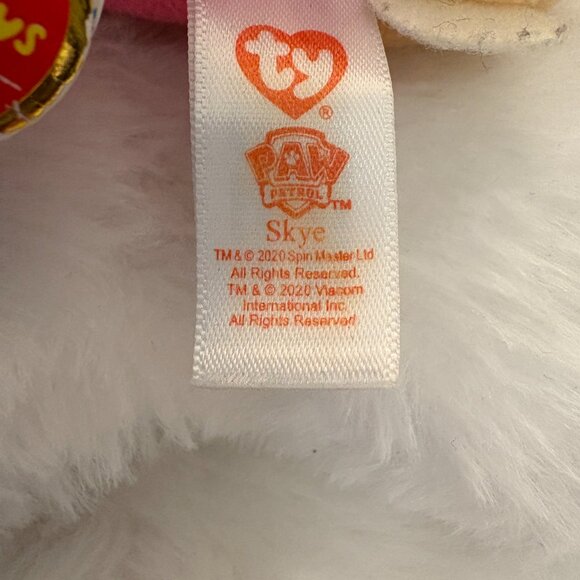 ys
ty
®
PAW
PATROL
TM
Skye
TM & © 2020 Spin Master Ltd
All Rights Reserved.
TM & © 2020 Viacom
International Inc
All Rights Reserved